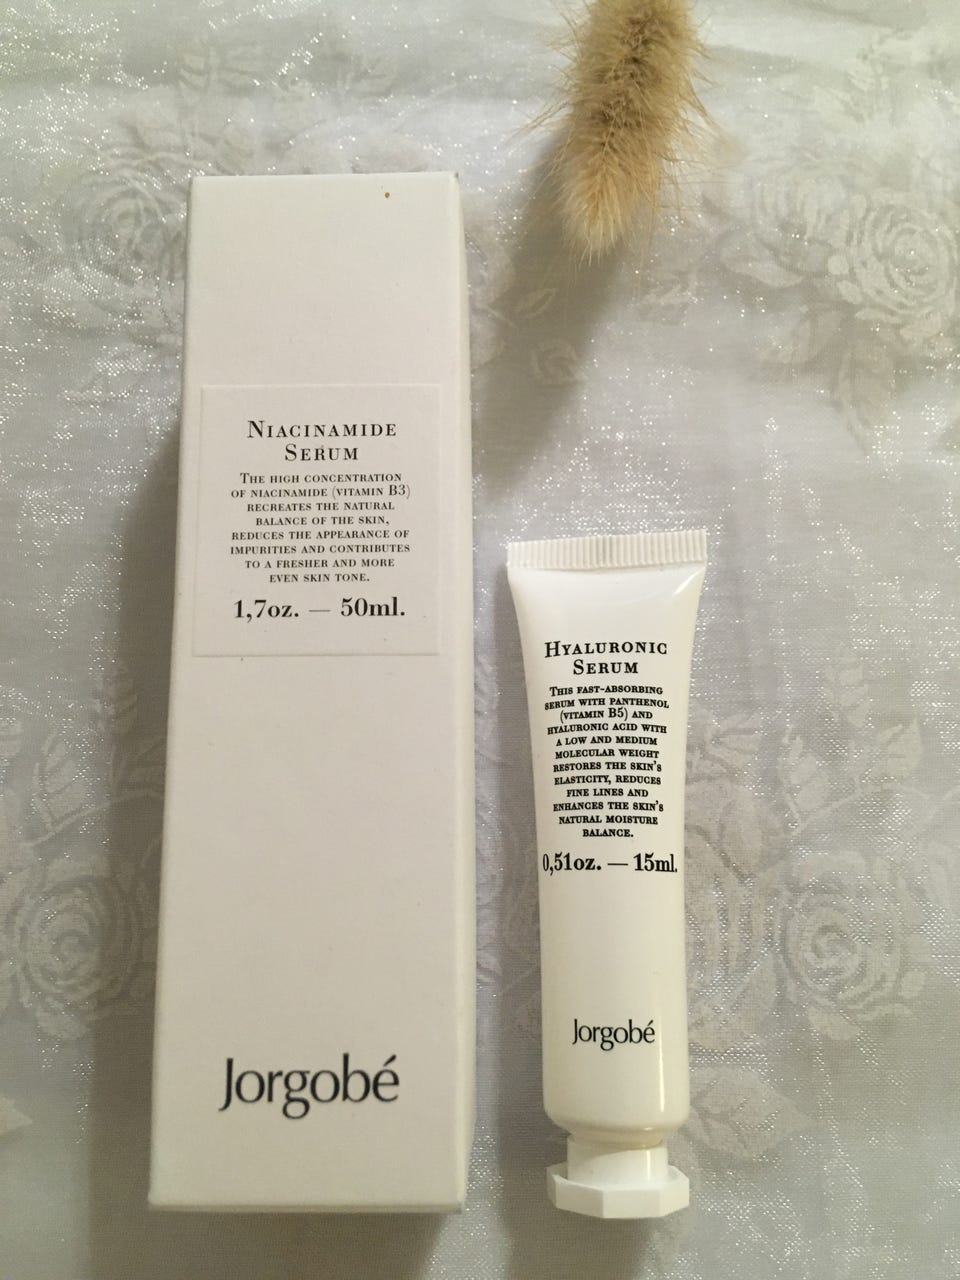 Niacinamide
Serum
The high concentration
of niacinamide (vitamin B3)
recreates the natural
balance of the skin,
reduces the appearance of
impurities and contributes
to a fresher and more
even skin tone.
1,7oz. — 50ml.
Jorgobé
Hyaluronic
Serum
This fast-absorbing
serum with panthenol
(vitamin B5) and
hyaluronic acid with
a low and medium
molecular weight
restores the skin's
elasticity, reduces
fine lines and
enhances the skin's
natural moisture
balance.
0,51oz. — 15ml.
Jorgobé